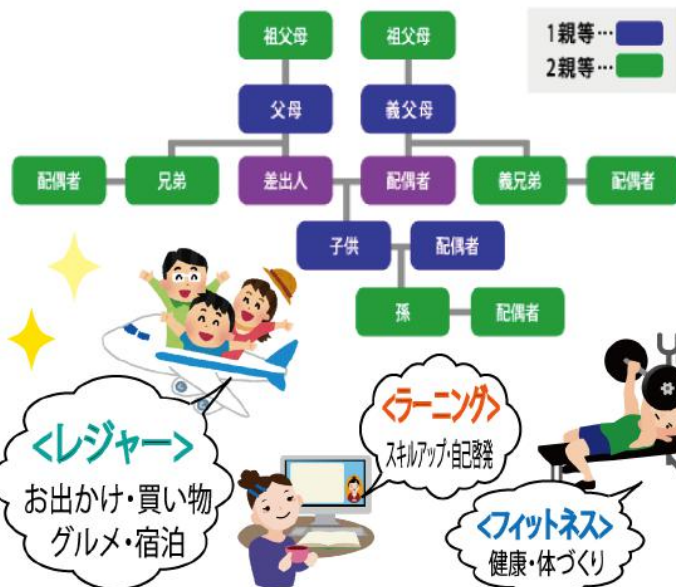 祖父母 祖父母
1親等…
2親等…
父母 義父母
配偶者 兄弟 差出人 配偶者 義兄弟 配偶者
子供 配偶者
孫 配偶者
<レジャー>
お出かけ・買い物
グルメ・宿泊
<ラーニング>
スキルアップ・自己啓発
<フィットネス>
健康・体づくり